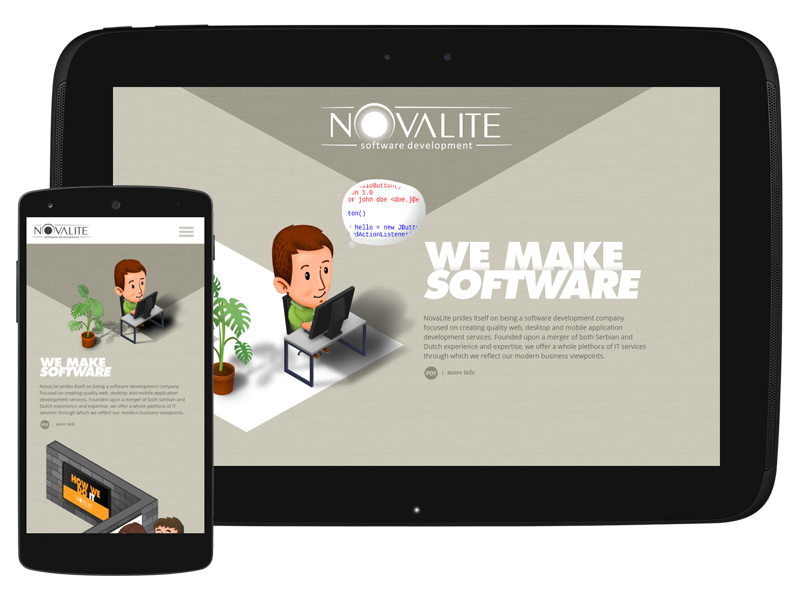 NOVALITE
software development
lloButton();
on 1.0
or john doe <doe.j@e
tton()
hello = new JButt
ddActionListener
WE MAKE
SOFTWARE
NovaLite prides itself on being a software development company
focused on creating quality web, desktop and mobile application
development services. Founded upon a merger of both Serbian and
Dutch experience and expertise, we offer a whole plethora of IT services
through which we reflect our modern business viewpoints.
PDF | more info
NOVALITE
software development
WE MAKE
SOFTWARE
NovaLite prides itself on being a software development company
focused on creating quality web, desktop and mobile application
development services. Founded upon a merger of both Serbian and
Dutch experience and expertise, we offer a whole plethora of IT
services through which we reflect our modern business viewpoints.
PDF | more info
HOW WE
DO IT